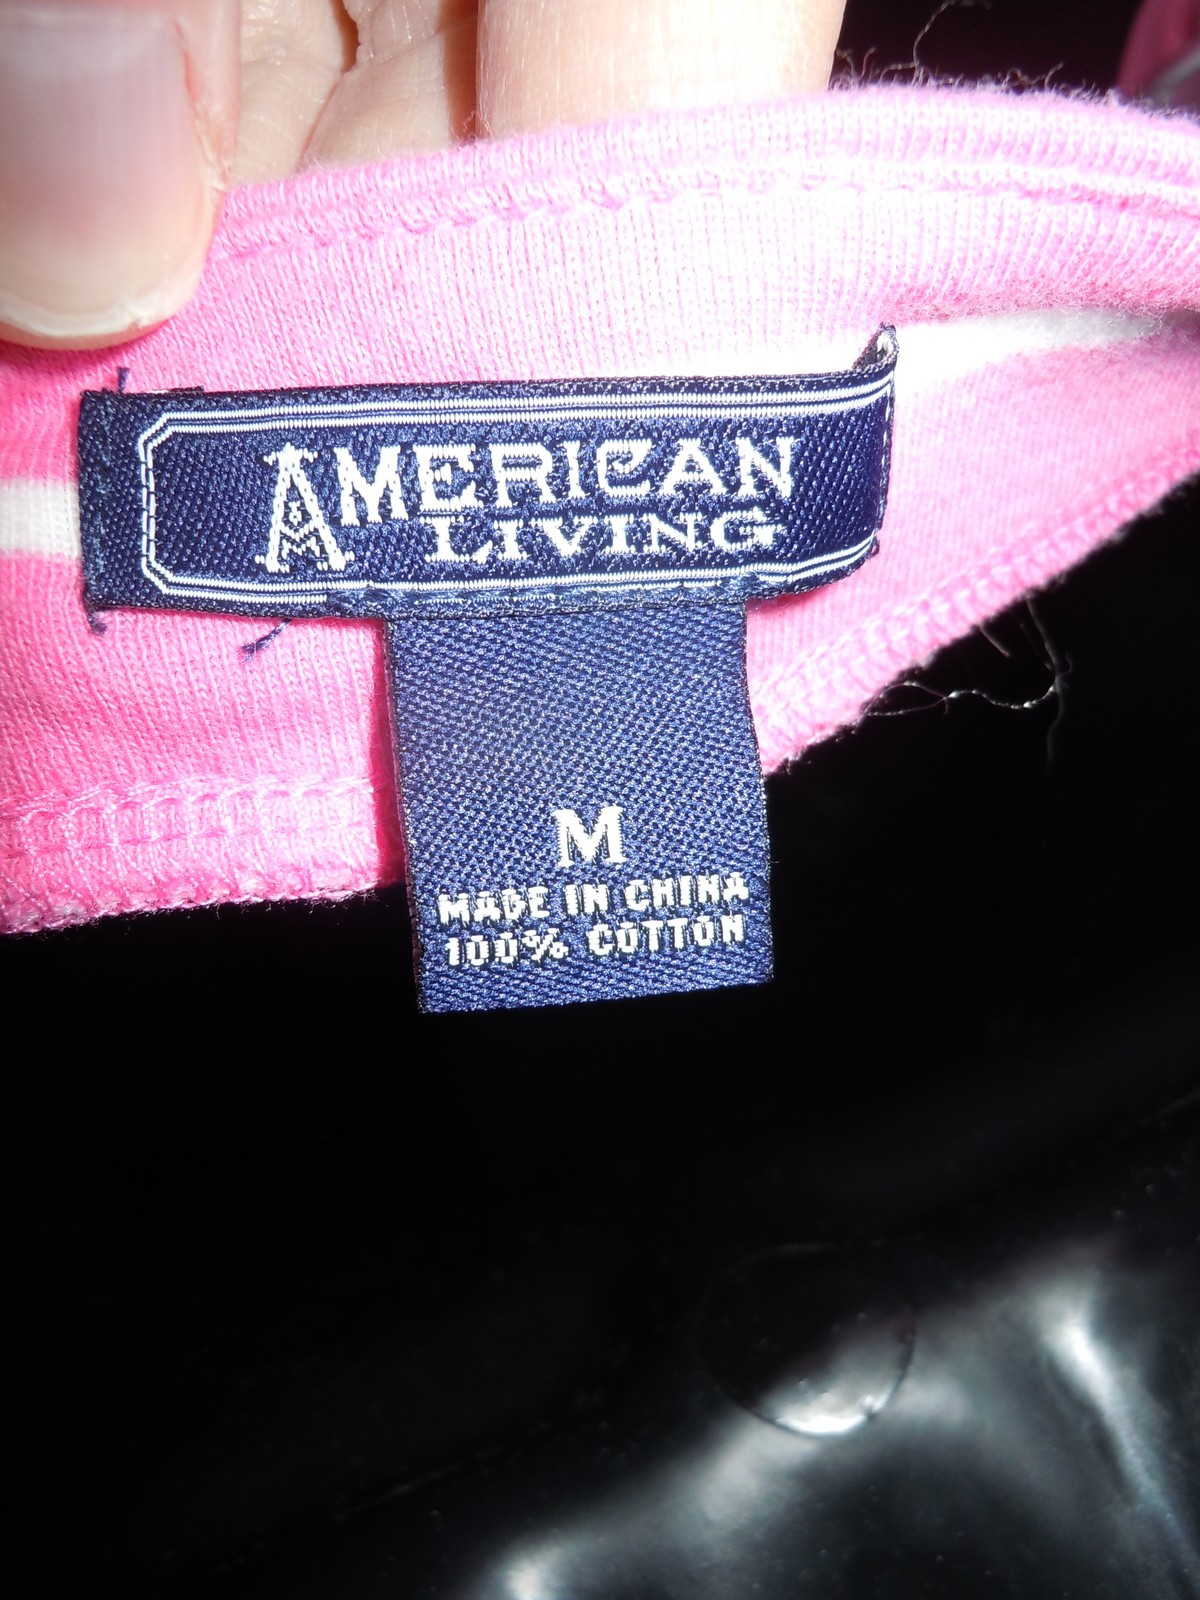 AMERICAN
LIVING
M
MADE IN CHINA
100% COTTON